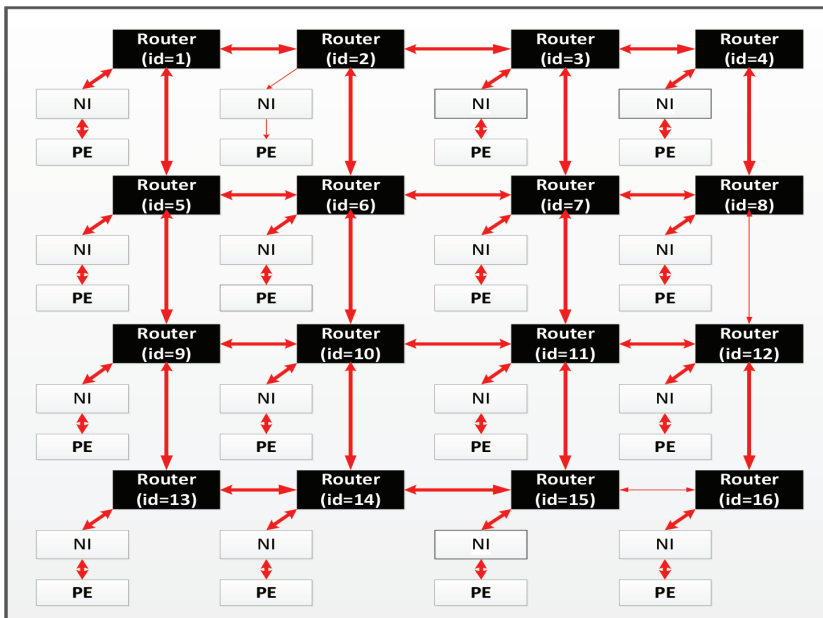 Router
(id=1)
Router
(id=2)
Router
(id=3)
Router
(id=4)
NI
NI
NI
NI
PE
PE
PE
PE
Router
(id=5)
Router
(id=6)
Router
(id=7)
Router
(id=8)
NI
NI
NI
NI
PE
PE
PE
PE
Router
(id=9)
Router
(id=10)
Router
(id=11)
Router
(id=12)
NI
NI
NI
NI
PE
PE
PE
PE
Router
(id=13)
Router
(id=14)
Router
(id=15)
Router
(id=16)
NI
NI
NI
NI
PE
PE
PE
PE